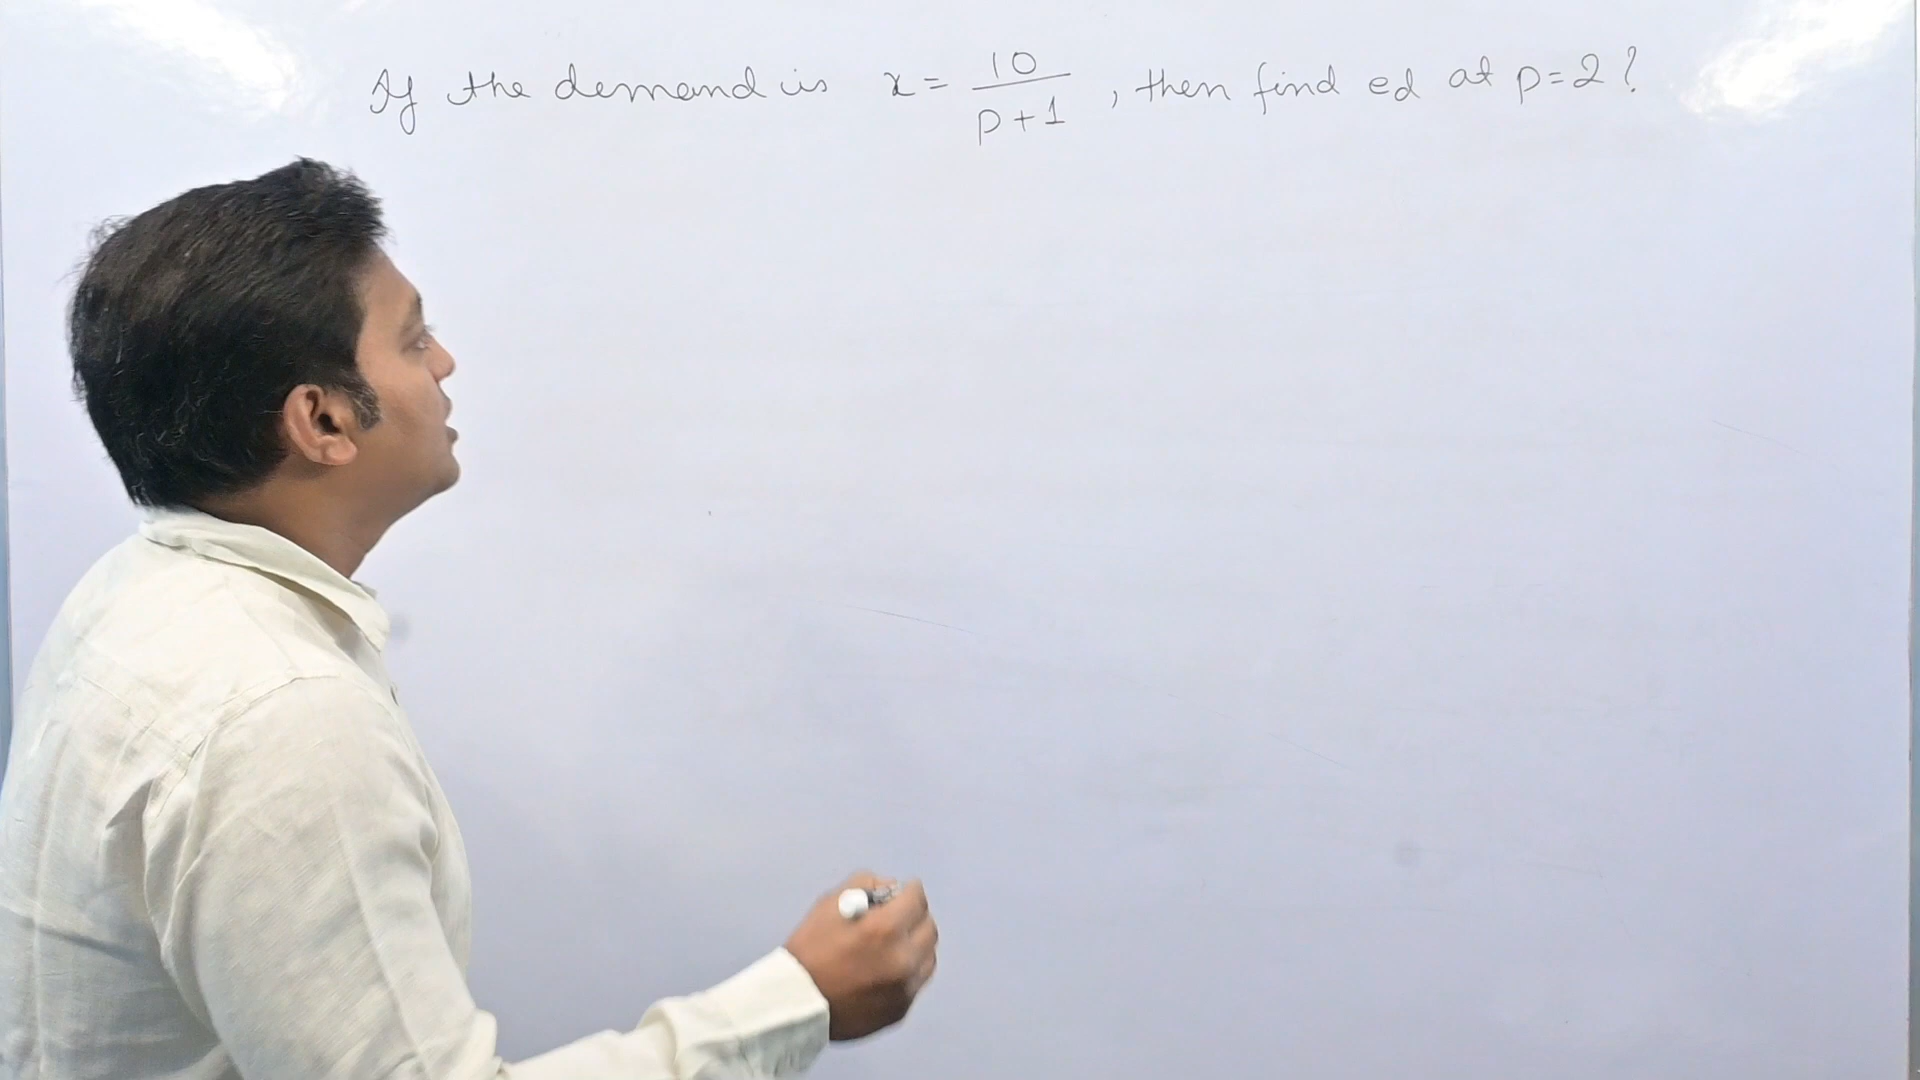 If the demand is x = 10/(p+1), then find ed at p=2?